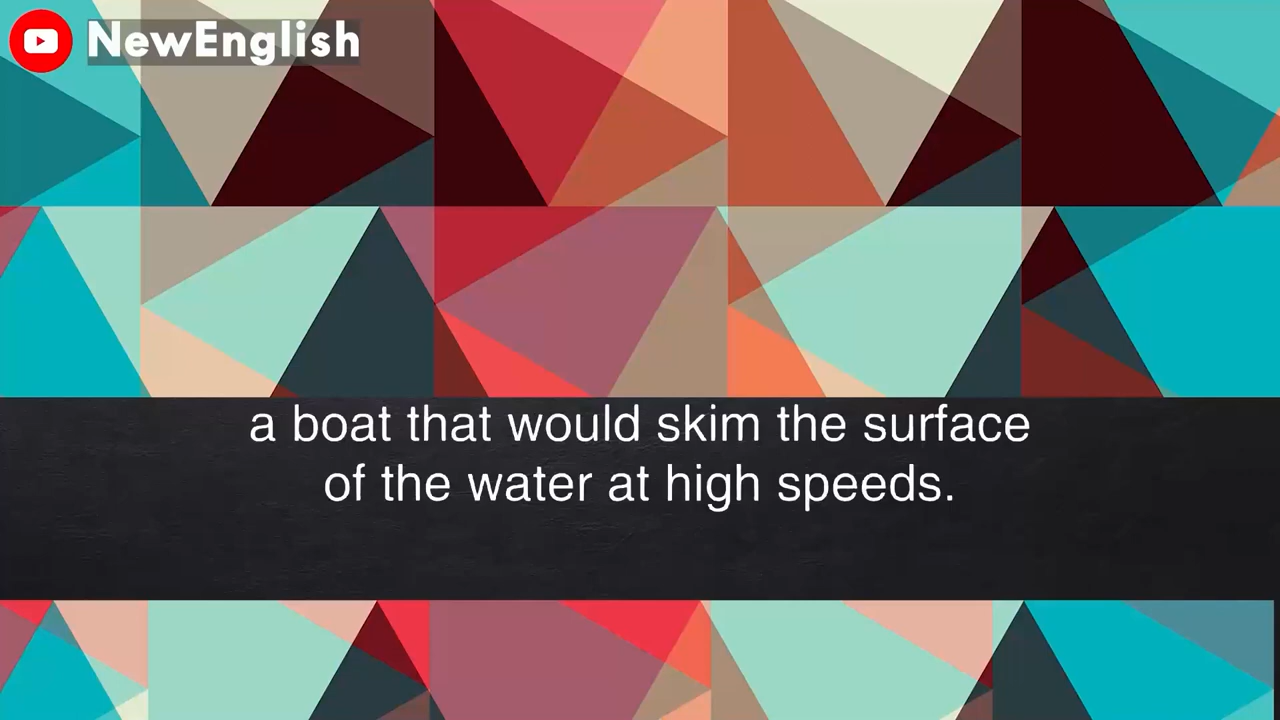 NewEnglish
a boat that would skim the surface
of the water at high speeds.